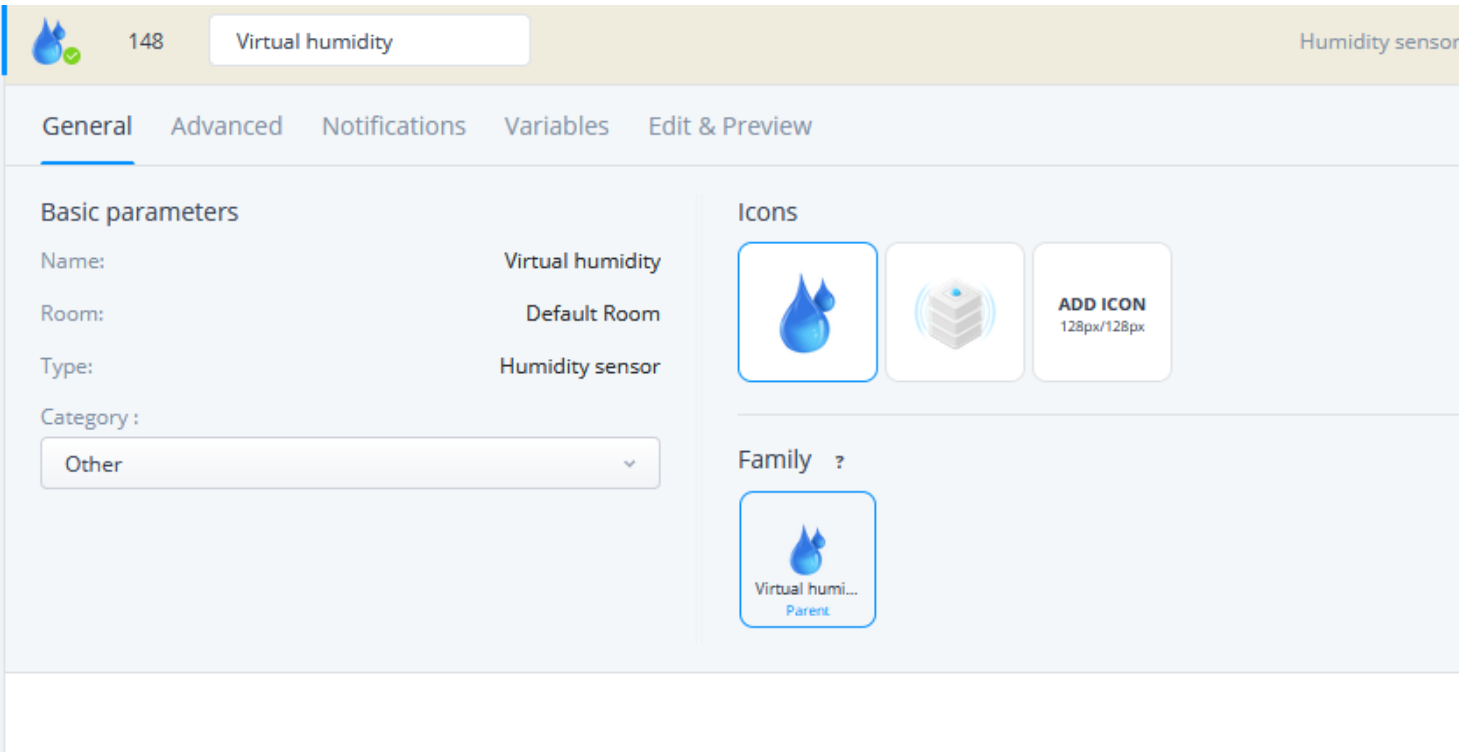 148 Virtual humidity Humidity sensor
General Advanced Notifications Variables Edit & Preview
Basic parameters
Name: Virtual humidity
Room: Default Room
Type: Humidity sensor
Category :
Other
Icons
ADD ICON
128px/128px
Family ?
Virtual humi...
Parent